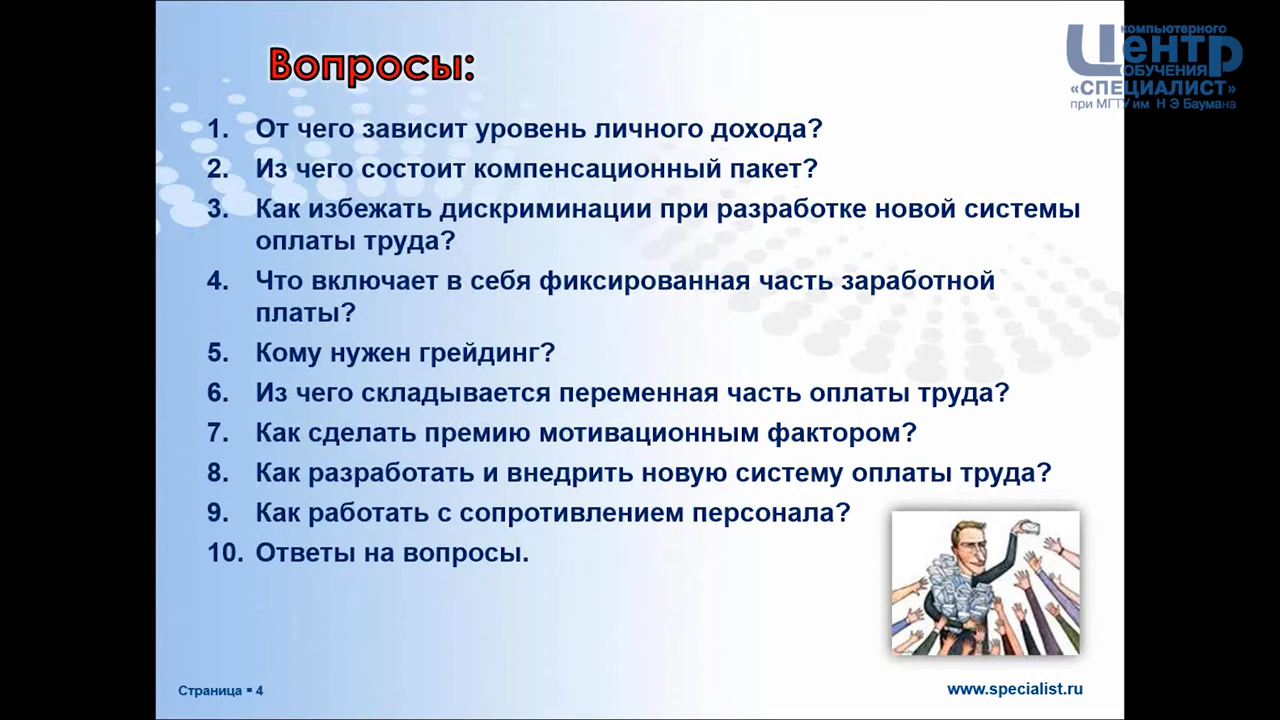 Вопросы:
компьютерного
Центр
ОБУЧЕНИЯ
«СПЕЦИАЛИСТ»
при МГТУ им Н Э Баумана
1. От чего зависит уровень личного дохода?
2. Из чего состоит компенсационный пакет?
3. Как избежать дискриминации при разработке новой системы
оплаты труда?
4. Что включает в себя фиксированная часть заработной
платы?
5. Кому нужен грейдинг?
6. Из чего складывается переменная часть оплаты труда?
7. Как сделать премию мотивационным фактором?
8. Как разработать и внедрить новую систему оплаты труда?
9. Как работать с сопротивлением персонала?
10. Ответы на вопросы.
Страница ▪ 4
www.specialist.ru